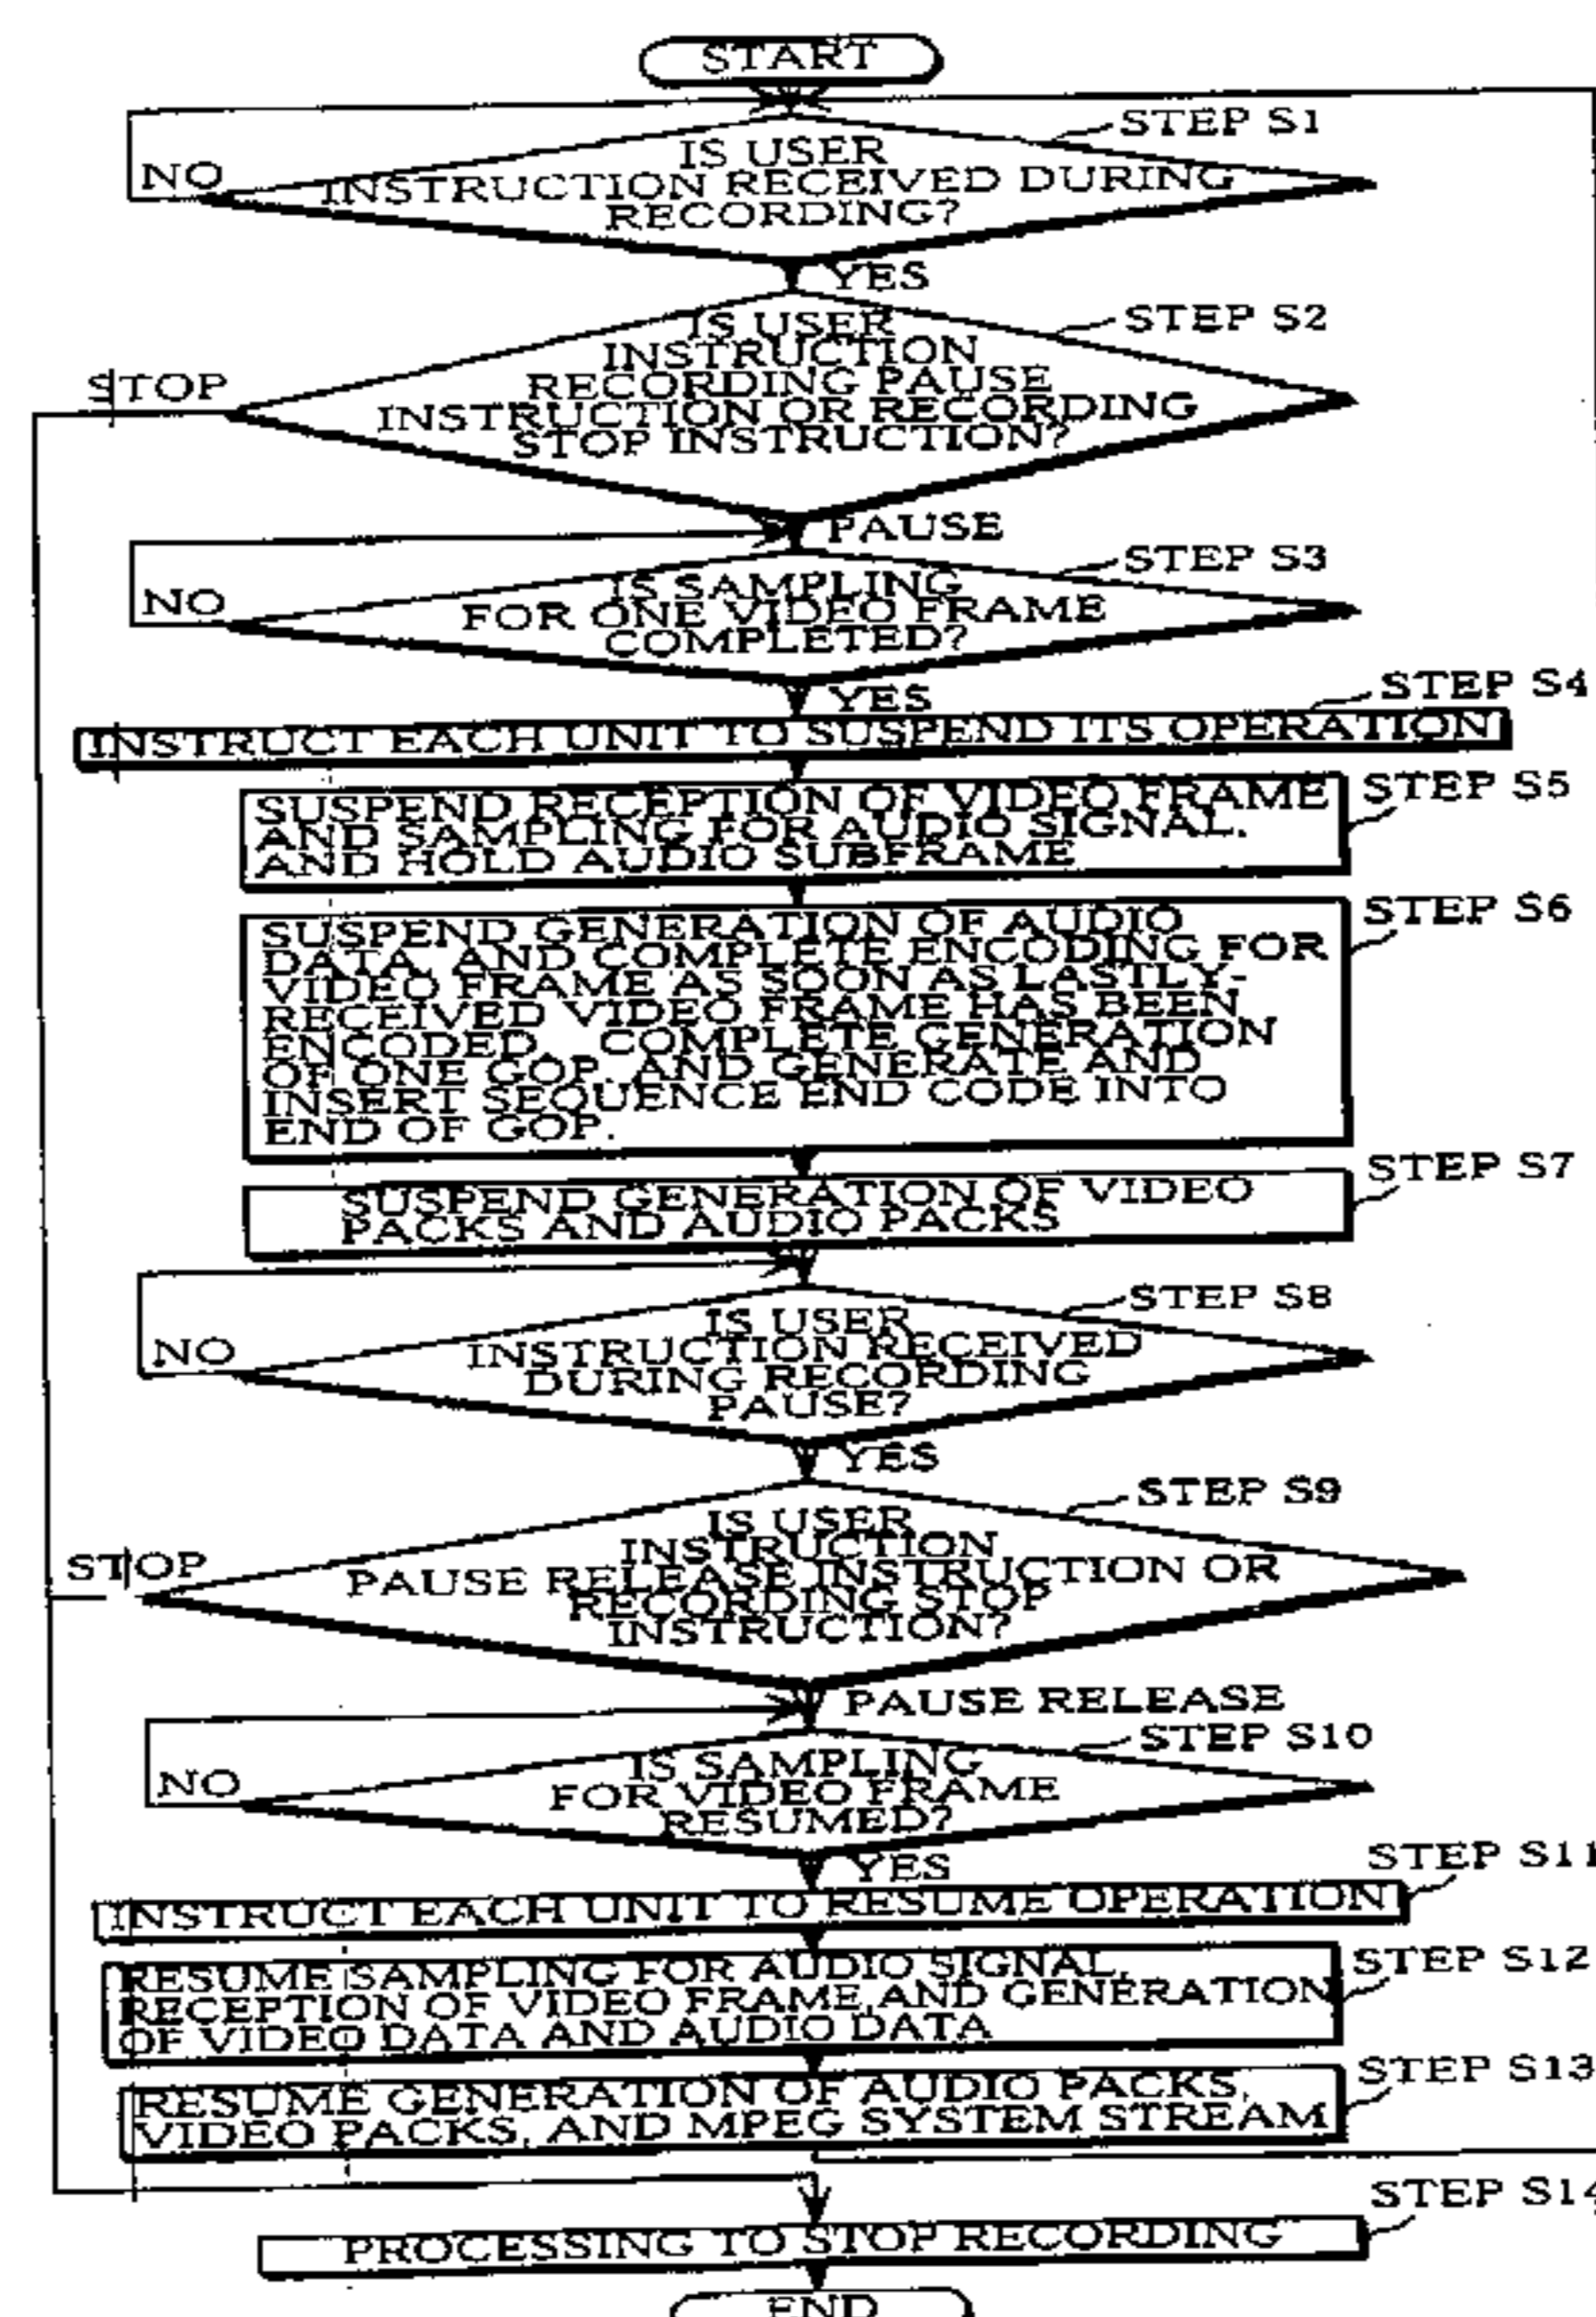 START
STEP S1
IS USER
NO
INSTRUCTION RECEIVED DURING
RECORDING?
YES
STEP S2
IS USER
INSTRUCTION
RECORDING PAUSE
STOP
INSTRUCTION OR RECORDING
STOP INSTRUCTION?
PAUSE
STEP S3
IS SAMPLING
NO
FOR ONE VIDEO FRAME
COMPLETED?
YES
STEP S4
INSTRUCT EACH UNIT TO SUSPEND ITS OPERATION
STEP S5
SUSPEND RECEPTION OF VIDEO FRAME
AND SAMPLING FOR AUDIO SIGNAL,
AND HOLD AUDIO SUBFRAME
STEP S6
SUSPEND GENERATION OF AUDIO
DATA, AND COMPLETE ENCODING FOR
VIDEO FRAME AS SOON AS LASTLY-
RECEIVED VIDEO FRAME HAS BEEN
ENCODED. COMPLETE GENERATION
OF ONE GOP, AND GENERATE AND
INSERT SEQUENCE END CODE INTO
END OF GOP.
STEP S7
SUSPEND GENERATION OF VIDEO
PACKS AND AUDIO PACKS
STEP S8
IS USER
NO
INSTRUCTION RECEIVED
DURING RECORDING
PAUSE?
YES
STEP S9
IS USER
INSTRUCTION
STOP
PAUSE RELEASE INSTRUCTION OR
RECORDING STOP
INSTRUCTION?
PAUSE RELEASE
STEP S10
IS SAMPLING
NO
FOR VIDEO FRAME
RESUMED?
YES
STEP S11
INSTRUCT EACH UNIT TO RESUME OPERATION
STEP S12
RESUME SAMPLING FOR AUDIO SIGNAL,
RECEPTION OF VIDEO FRAME, AND GENERATION
OF VIDEO DATA AND AUDIO DATA
STEP S13
RESUME GENERATION OF AUDIO PACKS,
VIDEO PACKS, AND MPEG SYSTEM STREAM
STEP S14
PROCESSING TO STOP RECORDING
END